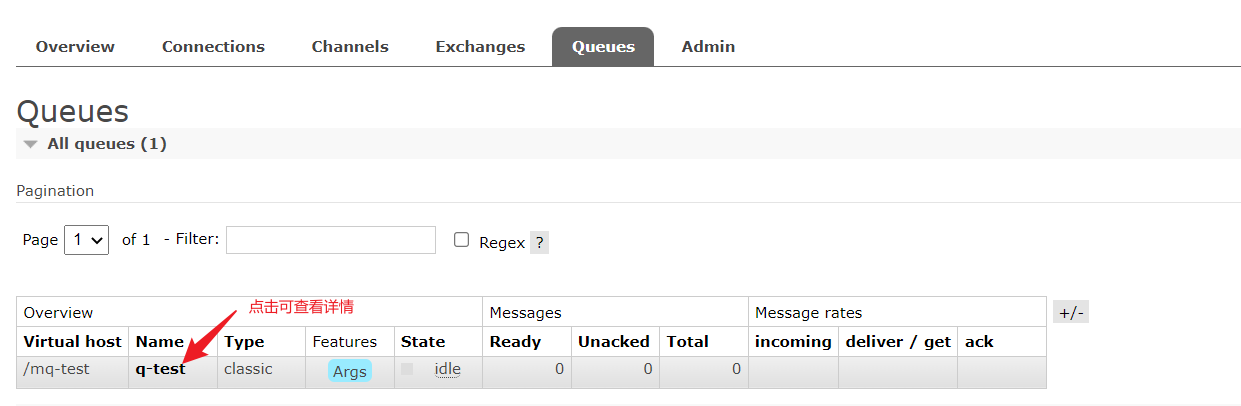 Overview Connections Channels Exchanges Queues Admin
Queues
All queues (1)
Pagination
Page 1 of 1 - Filter: Regex ?
点击可查看详情
Overview Messages Message rates +/-
Virtual host Name Type Features State Ready Unacked Total incoming deliver / get ack
/mq-test q-test classic Args idle 0 0 0